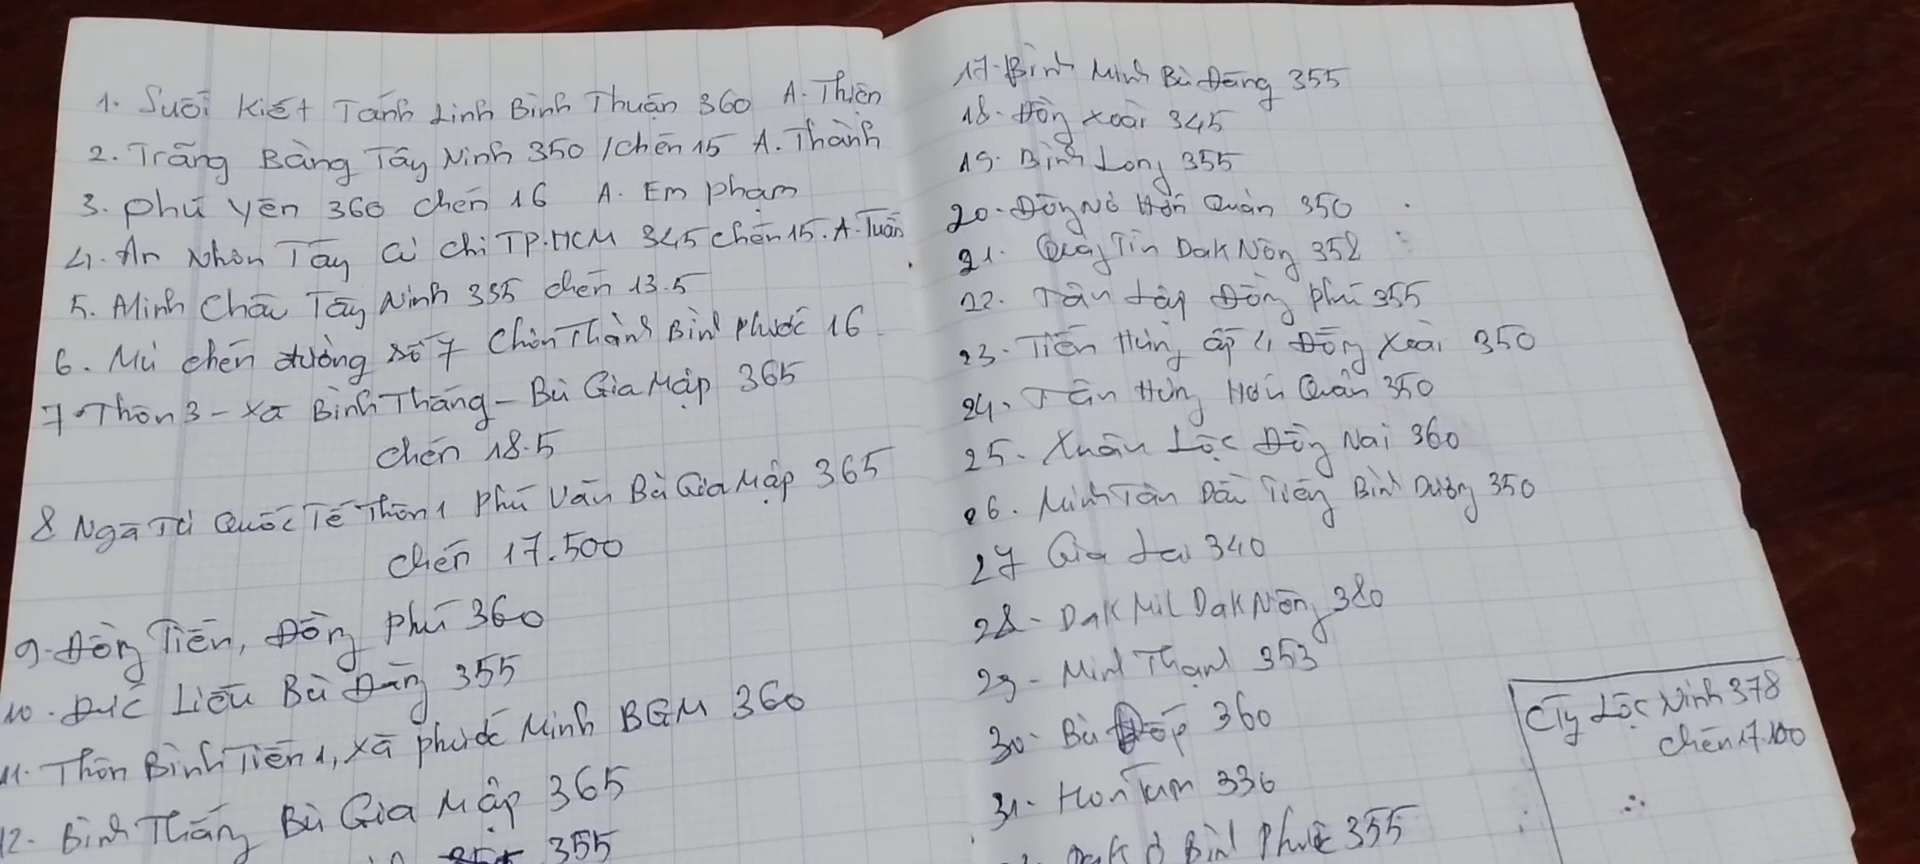 1. Suối Kiết Tánh Linh Bình Thuận 360 A. Thiện
2. Trảng Bàng Tây Ninh 350 / chén 15 A. Thành
3. Phú Yên 360 chén 16 A. Em Phạm
4. An Nhơn Tây Củ Chi TP.HCM 345 chén 15. A. Tuấn
5. Minh Châu Tây Ninh 355 chén 13.5
6. Mủ chén đường số 7 Chơn Thành Bình Phước 16
7. Thôn 3 - xã Bình Thắng - Bù Gia Mập 365
chén 18.5
8 Ngã Tư Quốc Tế Thôn 1 Phú Văn Bù Gia Mập 365
chén 17.500
9. Đồng Tiến, Đồng Phú 360
10. Đức Liễu Bù Đăng 355
11. Thôn Bình Tiến 1, xã Phước Minh BGM 360
12. Bình Thắng Bù Gia Mập 365
355
17. Bình Minh Bù Đăng 355
18. Đồng Xoài 345
19. Bình Long 355
20. Đồng Nơ Hớn Quản 350
21. Quảng Tín Dak Nông 352
22. Tân Lập Đồng Phú 355
23. Tiến Hưng ấp 4 Đồng Xoài 350
24. Tân Hưng Hớn Quản 350
25. Xuân Lộc Đồng Nai 360
26. Minh Tân Dầu Tiếng Bình Dương 350
27 Gia Lai 340
28 - Dak Mil Dak Nông 320
29 - Minh Thạnh 353
30. Bù Đốp 360
31. Kon Tum 336
Dak Ơ Bình Phước 355
CTy Lộc Ninh 378
chén 17.100